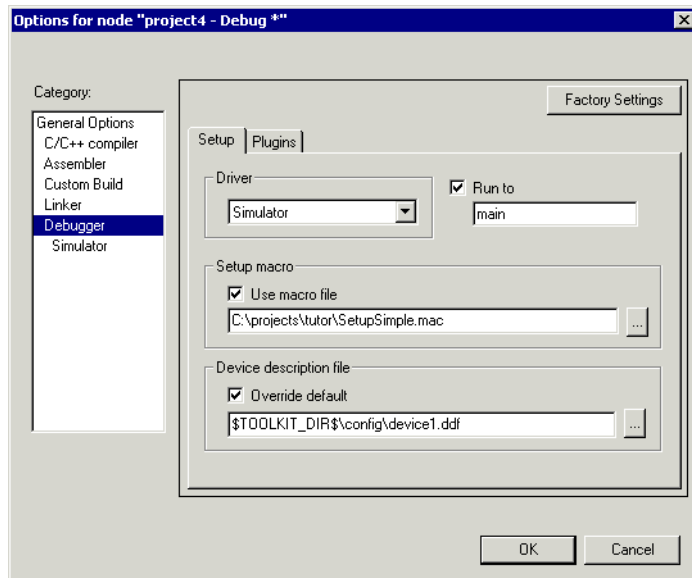 Options for node "project4 - Debug *"
Category:
Factory Settings
General Options
C/C++ compiler
Assembler
Custom Build
Linker
Debugger
Simulator
Setup
Plugins
Driver
Simulator
Run to
main
Setup macro
Use macro file
C:\projects\tutor\SetupSimple.mac
...
Device description file
Override default
$TOOLKIT_DIR$\config\device1.ddf
...
OK
Cancel